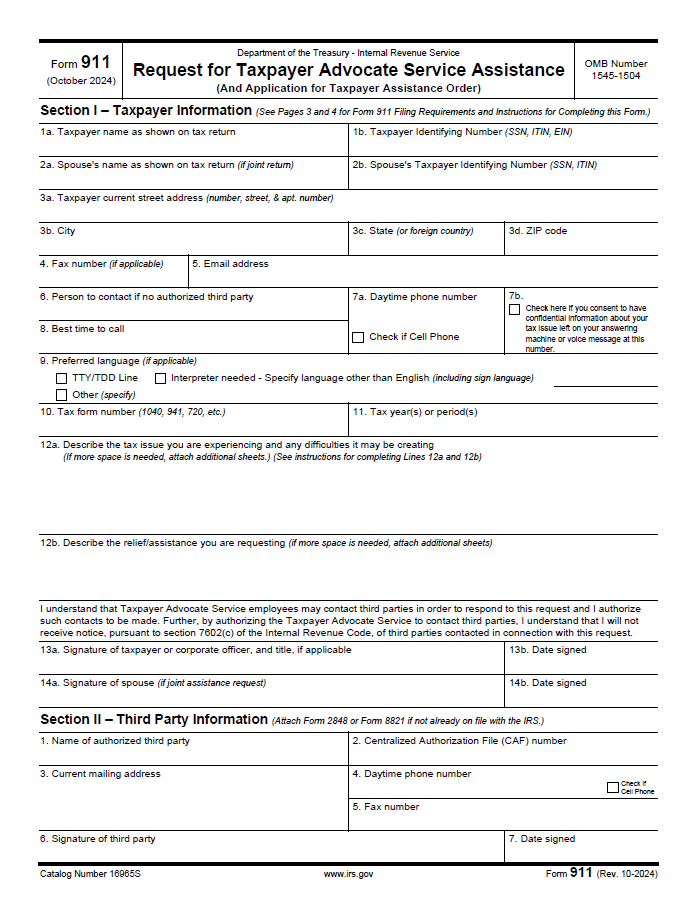 Form 911
(October 2024)
Department of the Treasury - Internal Revenue Service
Request for Taxpayer Advocate Service Assistance
(And Application for Taxpayer Assistance Order)
OMB Number
1545-1504
Section I – Taxpayer Information (See Pages 3 and 4 for Form 911 Filing Requirements and Instructions for Completing this Form.)
1a. Taxpayer name as shown on tax return
1b. Taxpayer Identifying Number (SSN, ITIN, EIN)
2a. Spouse's name as shown on tax return (if joint return)
2b. Spouse's Taxpayer Identifying Number (SSN, ITIN)
3a. Taxpayer current street address (number, street, & apt. number)
3b. City
3c. State (or foreign country)
3d. ZIP code
4. Fax number (if applicable)
5. Email address
6. Person to contact if no authorized third party
7a. Daytime phone number
Check if Cell Phone
7b.
Check here if you consent to have
confidential information about your
tax issue left on your answering
machine or voice message at this
number.
8. Best time to call
9. Preferred language (if applicable)
TTY/TDD Line
Interpreter needed - Specify language other than English (including sign language)
Other (specify)
10. Tax form number (1040, 941, 720, etc.)
11. Tax year(s) or period(s)
12a. Describe the tax issue you are experiencing and any difficulties it may be creating
(If more space is needed, attach additional sheets.) (See instructions for completing Lines 12a and 12b)
12b. Describe the relief/assistance you are requesting (if more space is needed, attach additional sheets)
I understand that Taxpayer Advocate Service employees may contact third parties in order to respond to this request and I authorize
such contacts to be made. Further, by authorizing the Taxpayer Advocate Service to contact third parties, I understand that I will not
receive notice, pursuant to section 7602(c) of the Internal Revenue Code, of third parties contacted in connection with this request.
13a. Signature of taxpayer or corporate officer, and title, if applicable
13b. Date signed
14a. Signature of spouse (if joint assistance request)
14b. Date signed
Section II – Third Party Information (Attach Form 2848 or Form 8821 if not already on file with the IRS.)
1. Name of authorized third party
2. Centralized Authorization File (CAF) number
3. Current mailing address
4. Daytime phone number
Check if
Cell Phone
5. Fax number
6. Signature of third party
7. Date signed
Catalog Number 16965S
www.irs.gov
Form 911 (Rev. 10-2024)